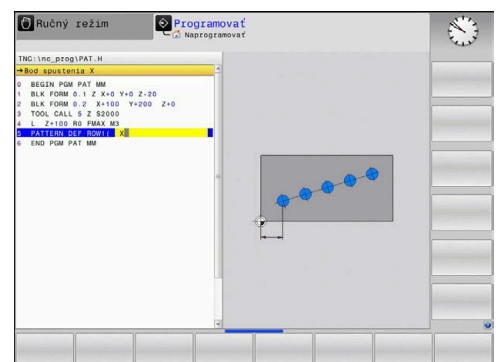 Ručný režim
Programovať
Naprogramovať
TNC:\nc_prog\PAT.H
→Bod spustenia X
0 BEGIN PGM PAT MM
1 BLK FORM 0.1 Z X+0 Y+0 Z-20
2 BLK FORM 0.2 X+100 Y+200 Z+0
3 TOOL CALL 5 Z S2000
4 L Z+100 R0 FMAX M3
5 PATTERN DEF ROW1( X
6 END PGM PAT MM